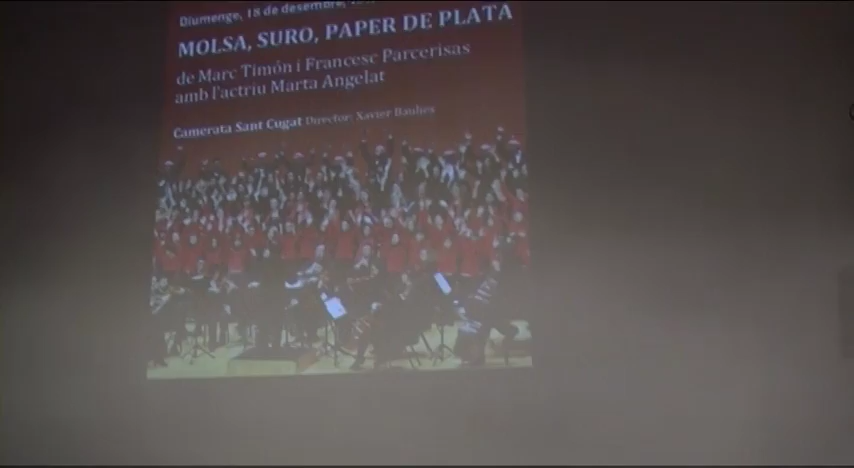 Diumenge, 18 de desembre,
MOLSA, SURO, PAPER DE PLATA
de Marc Timón i Francesc Parcerisas
amb l'actriu Marta Angelat
Camerata Sant Cugat Director: Xavier Baulies